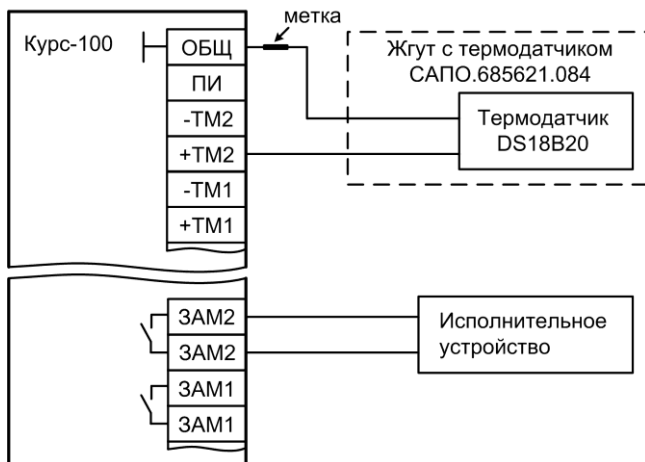 метка
Курс-100
ОБЩ
ПИ
-ТМ2
+ТМ2
-ТМ1
+ТМ1
Жгут с термодатчиком
САПО.685621.084
Термодатчик
DS18B20
ЗАМ2
ЗАМ2
ЗАМ1
ЗАМ1
Исполнительное
устройство